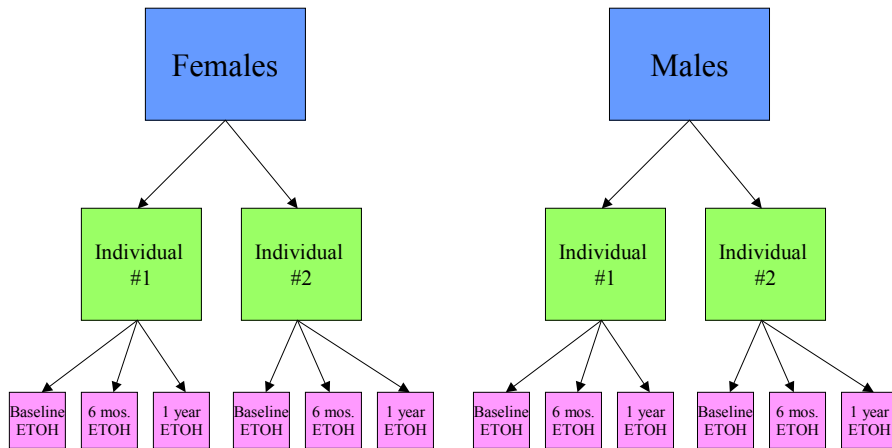 Females
Males
Individual
#1
Individual
#2
Individual
#1
Individual
#2
Baseline
ETOH
6 mos.
ETOH
1 year
ETOH
Baseline
ETOH
6 mos.
ETOH
1 year
ETOH
Baseline
ETOH
6 mos.
ETOH
1 year
ETOH
Baseline
ETOH
6 mos.
ETOH
1 year
ETOH